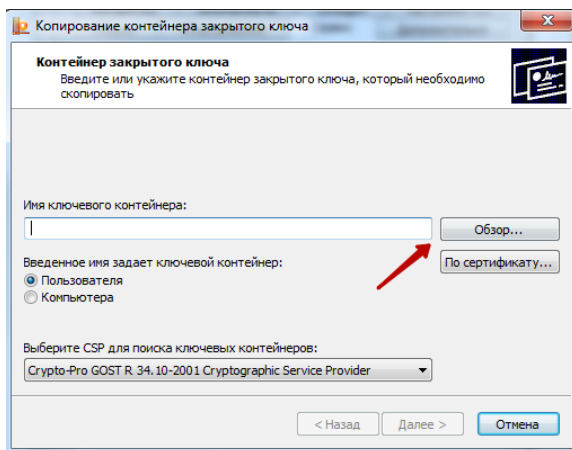 Копирование контейнера закрытого ключа
Контейнер закрытого ключа
Введите или укажите контейнер закрытого ключа, который необходимо
скопировать
Имя ключевого контейнера:
Обзор...
Введенное имя задает ключевой контейнер:
По сертификату...
Пользователя
Компьютера
Выберите CSP для поиска ключевых контейнеров:
Crypto-Pro GOST R 34.10-2001 Cryptographic Service Provider
< Назад
Далее >
Отмена